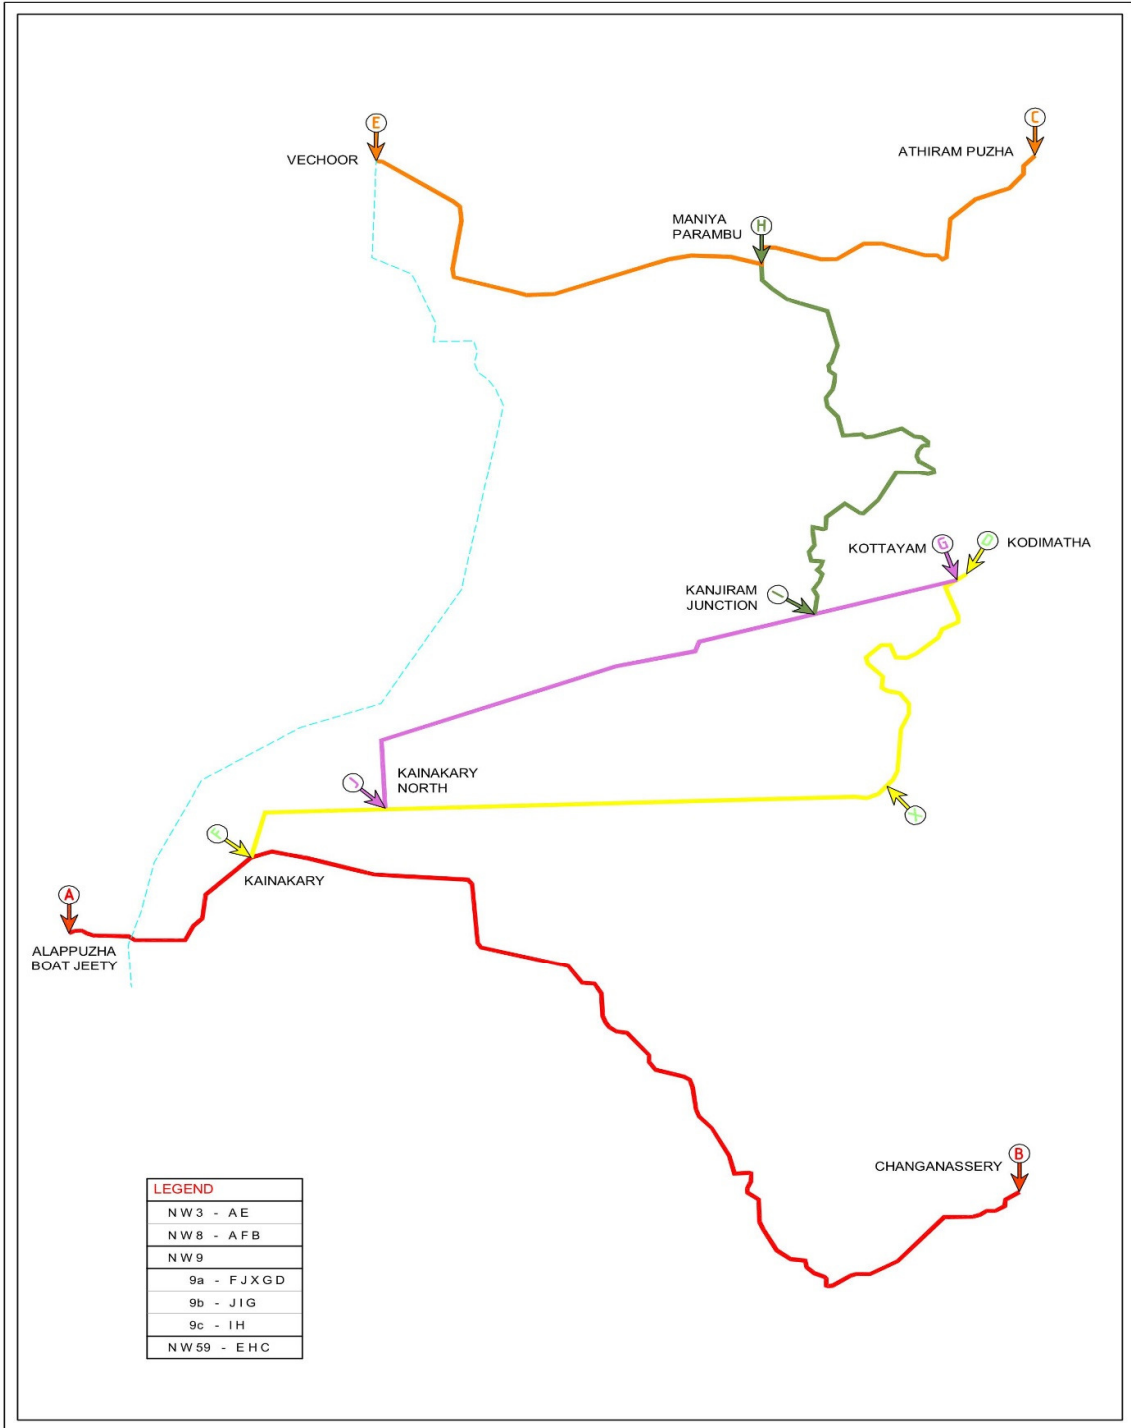 E
C
VECHOOR
ATHIRAM PUZHA
MANIYA
PARAMBU
H
KOTTAYAM
G
D
KODIMATHA
KANJIRAM
JUNCTION
I
J
KAINAKARY
NORTH
X
F
KAINAKARY
A
ALAPPUZHA
BOAT JEETY
CHANGANASSERY
B
LEGEND
NW3 - AE
NW8 - AFB
NW9
9a - FJXGD
9b - JIG
9c - IH
NW59 - EHC